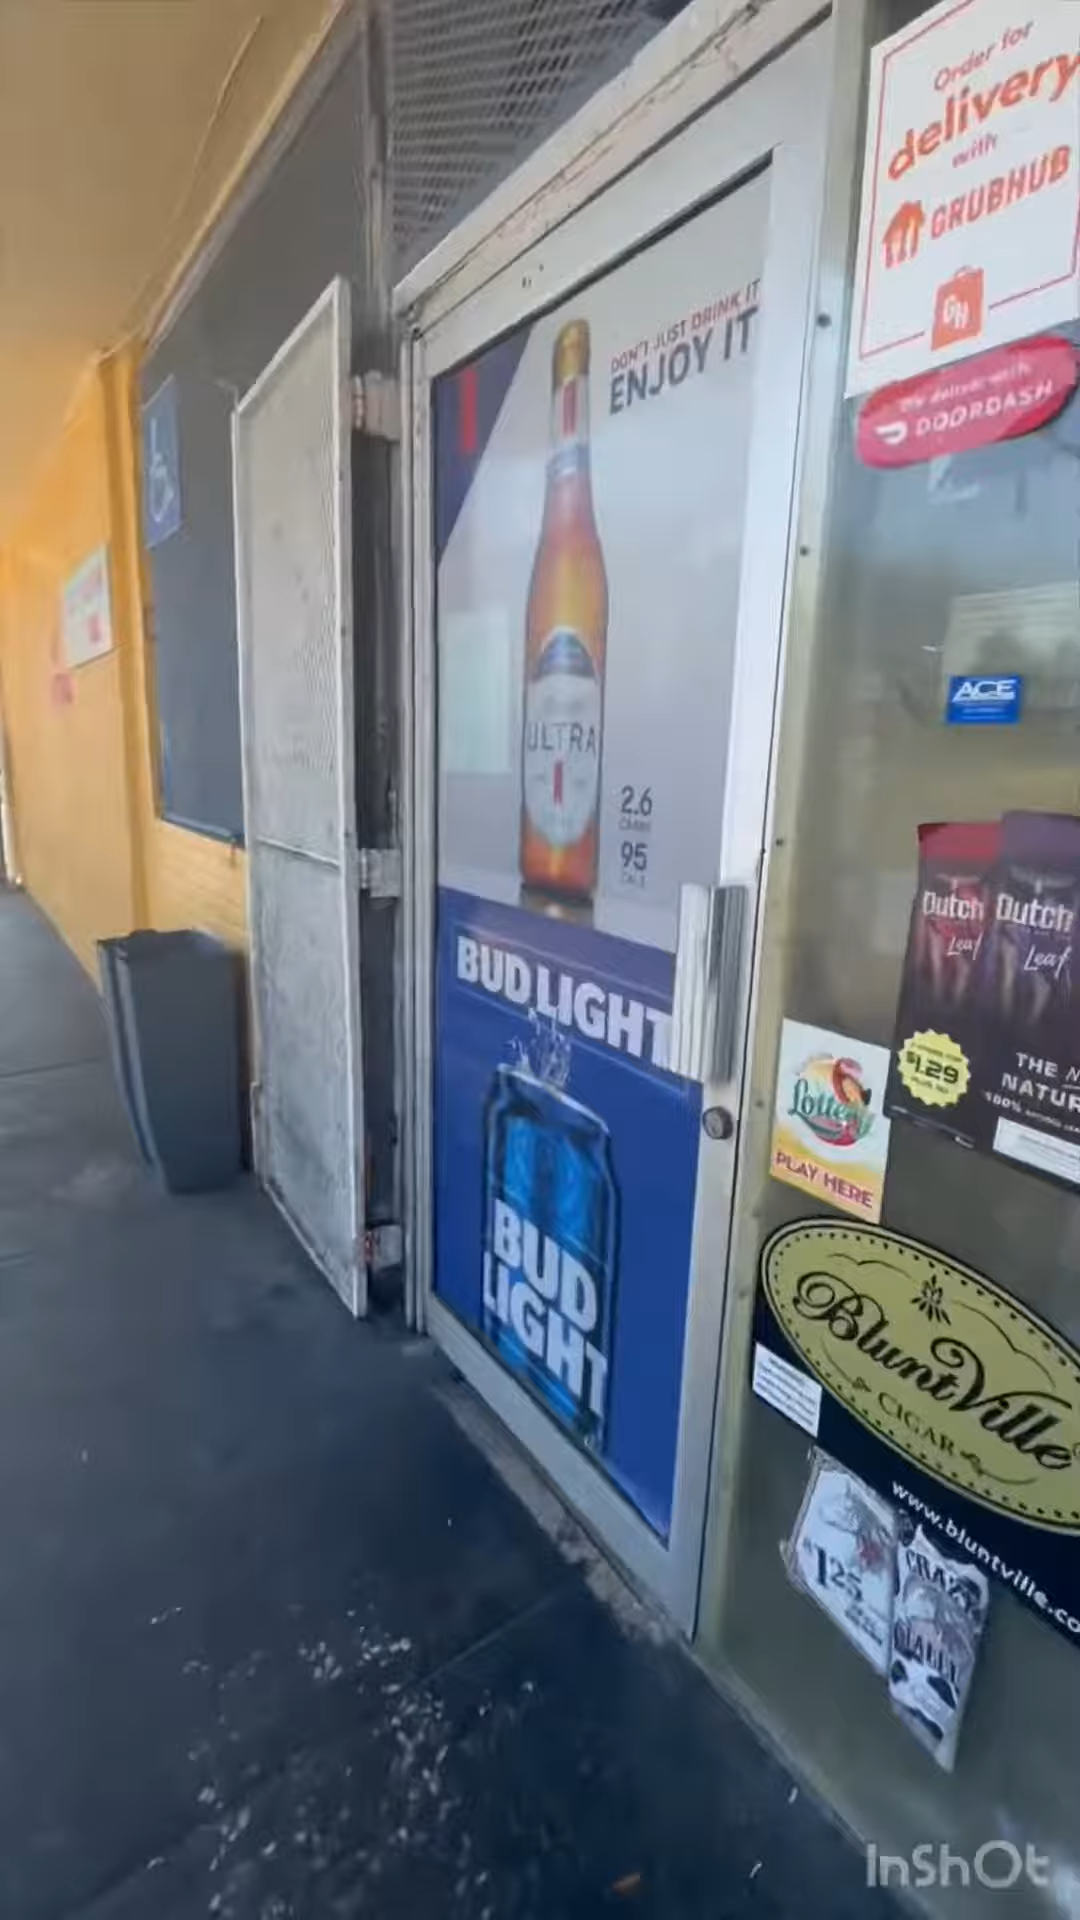 Order for
delivery
with
GRUBHUB
GH
We deliver with
DOORDASH
DON'T JUST DRINK IT
ENJOY IT
ULTRA
2.6
CARBS
95
CALS
ACE
Dutch
Leaf
Dutch
Leaf
$1.29
THE
NATUR
100%
BUD LIGHT
BUD
LIGHT
Lottery
PLAY HERE
BluntVille
CIGAR
www.bluntville.co
$1.25
CRAZY
InShOt